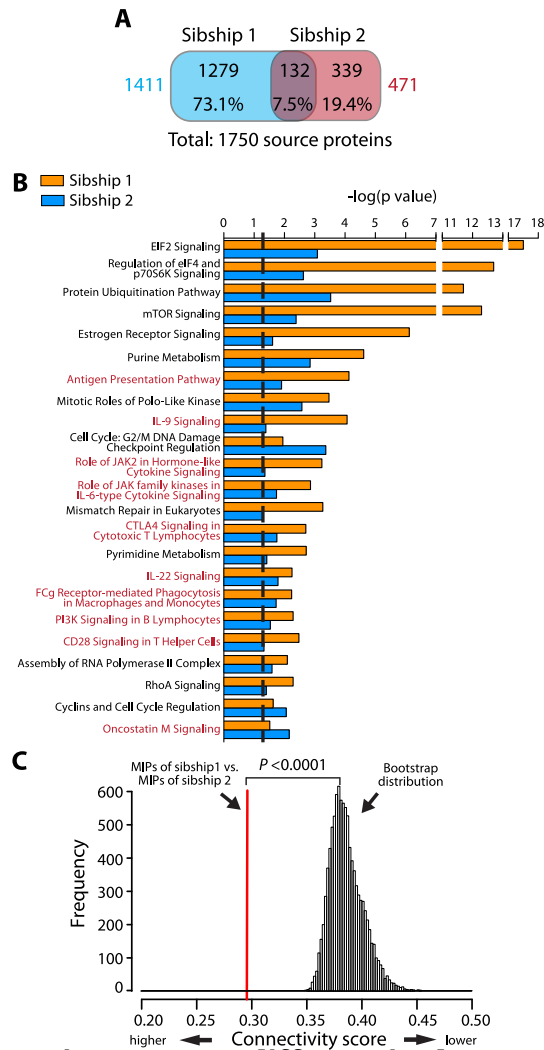 A
Sibship 1 Sibship 2
1411 1279 132 339 471
73.1% 7.5% 19.4%
Total: 1750 source proteins
B
Sibship 1
Sibship 2
-log(p value)
0 1 2 3 4 5 6 7 11 12 13 17 18
EIF2 Signaling
Regulation of eIF4 and
p70S6K Signaling
Protein Ubiquitination Pathway
mTOR Signaling
Estrogen Receptor Signaling
Purine Metabolism
Antigen Presentation Pathway
Mitotic Roles of Polo-Like Kinase
IL-9 Signaling
Cell Cycle: G2/M DNA Damage
Checkpoint Regulation
Role of JAK2 in Hormone-like
Cytokine Signaling
Role of JAK family kinases in
IL-6-type Cytokine Signaling
Mismatch Repair in Eukaryotes
CTLA4 Signaling in
Cytotoxic T Lymphocytes
Pyrimidine Metabolism
IL-22 Signaling
FCg Receptor-mediated Phagocytosis
in Macrophages and Monocytes
PI3K Signaling in B Lymphocytes
CD28 Signaling in T Helper Cells
Assembly of RNA Polymerase II Complex
RhoA Signaling
Cyclins and Cell Cycle Regulation
Oncostatin M Signaling
C
MIPs of sibship1 vs.
MIPs of sibship 2
P <0.0001
Bootstrap
distribution
Frequency
600
500
400
300
200
100
0
0.20 0.25 0.30 0.35 0.40 0.45 0.50
higher Connectivity score lower